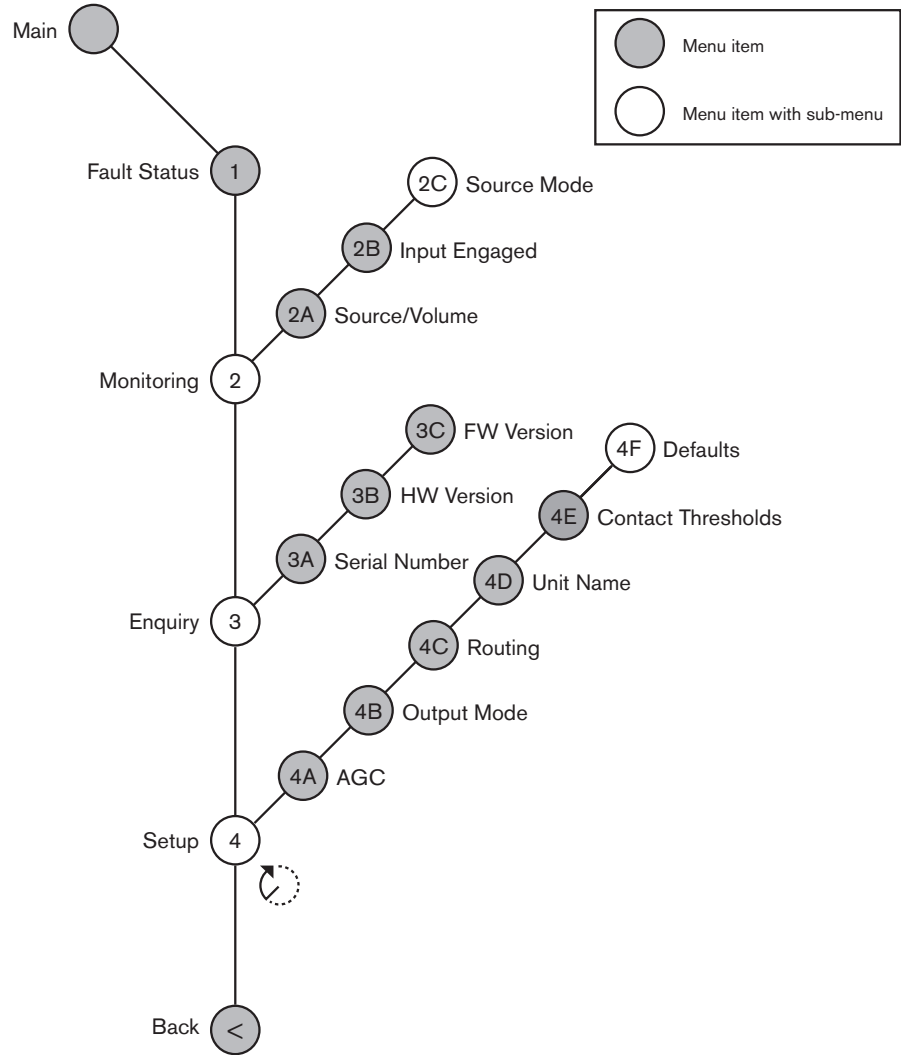 Main
Menu item
Menu item with sub-menu
Fault Status 1
2C Source Mode
2B Input Engaged
2A Source/Volume
Monitoring 2
3C FW Version
4F Defaults
3B HW Version
4E Contact Thresholds
3A Serial Number
4D Unit Name
Enquiry 3
4C Routing
4B Output Mode
4A AGC
Setup 4
Back <